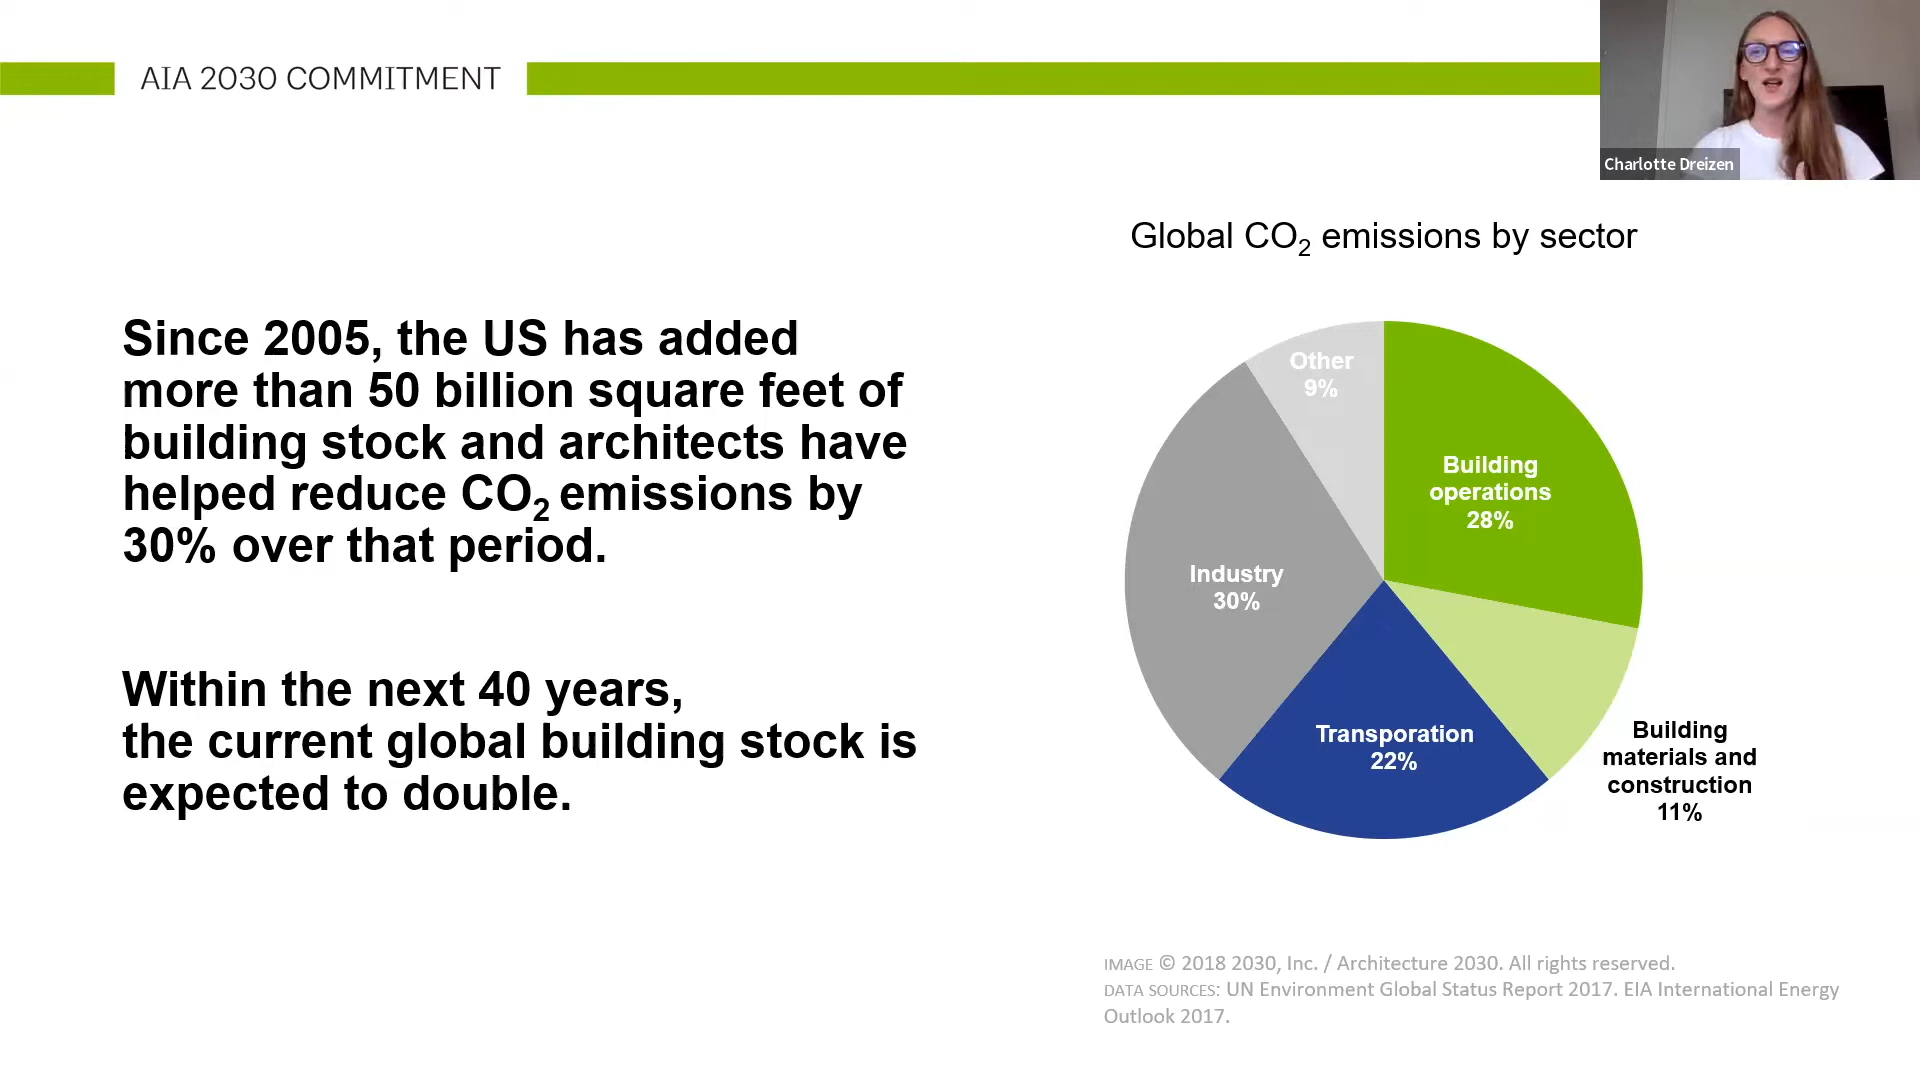 AIA 2030 COMMITMENT
Charlotte Dreizen
Since 2005, the US has added
more than 50 billion square feet of
building stock and architects have
helped reduce CO₂ emissions by
30% over that period.
Within the next 40 years,
the current global building stock is
expected to double.
Global CO₂ emissions by sector
Other
9%
Building
operations
28%
Industry
30%
Transporation
22%
Building
materials and
construction
11%
IMAGE © 2018 2030, Inc. / Architecture 2030. All rights reserved.
DATA SOURCES: UN Environment Global Status Report 2017. EIA International Energy
Outlook 2017.